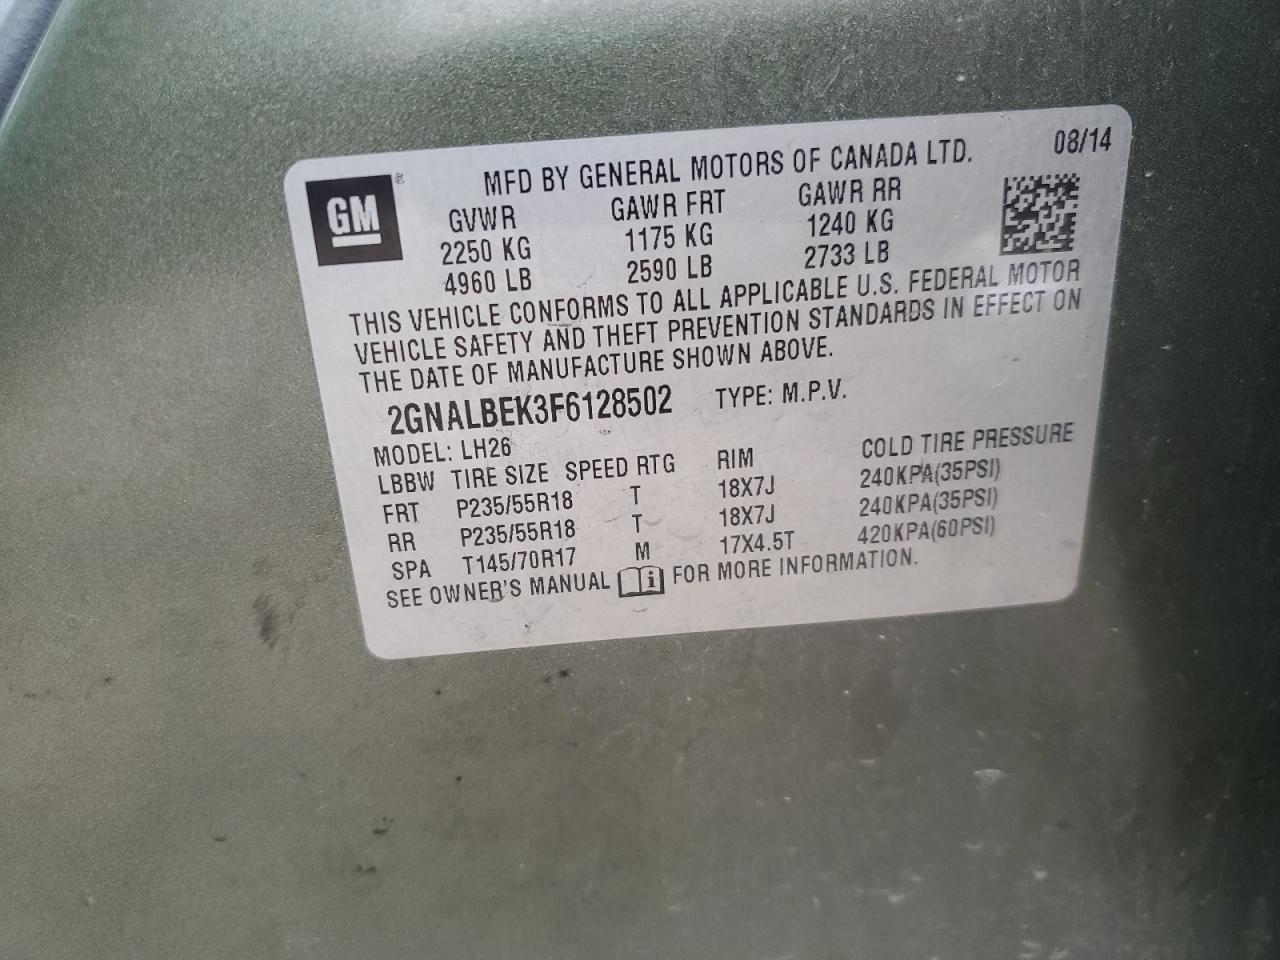 GM ®
MFD BY GENERAL MOTORS OF CANADA LTD. 08/14
GVWR GAWR FRT GAWR RR
2250 KG 1175 KG 1240 KG
4960 LB 2590 LB 2733 LB
THIS VEHICLE CONFORMS TO ALL APPLICABLE U.S. FEDERAL MOTOR
VEHICLE SAFETY AND THEFT PREVENTION STANDARDS IN EFFECT ON
THE DATE OF MANUFACTURE SHOWN ABOVE.
2GNALBEK3F6128502 TYPE: M.P.V.
MODEL: LH26
LBBW TIRE SIZE SPEED RTG RIM COLD TIRE PRESSURE
FRT P235/55R18 T 18X7J 240KPA(35PSI)
RR P235/55R18 T 18X7J 240KPA(35PSI)
SPA T145/70R17 M 17X4.5T 420KPA(60PSI)
SEE OWNER'S MANUAL i FOR MORE INFORMATION.